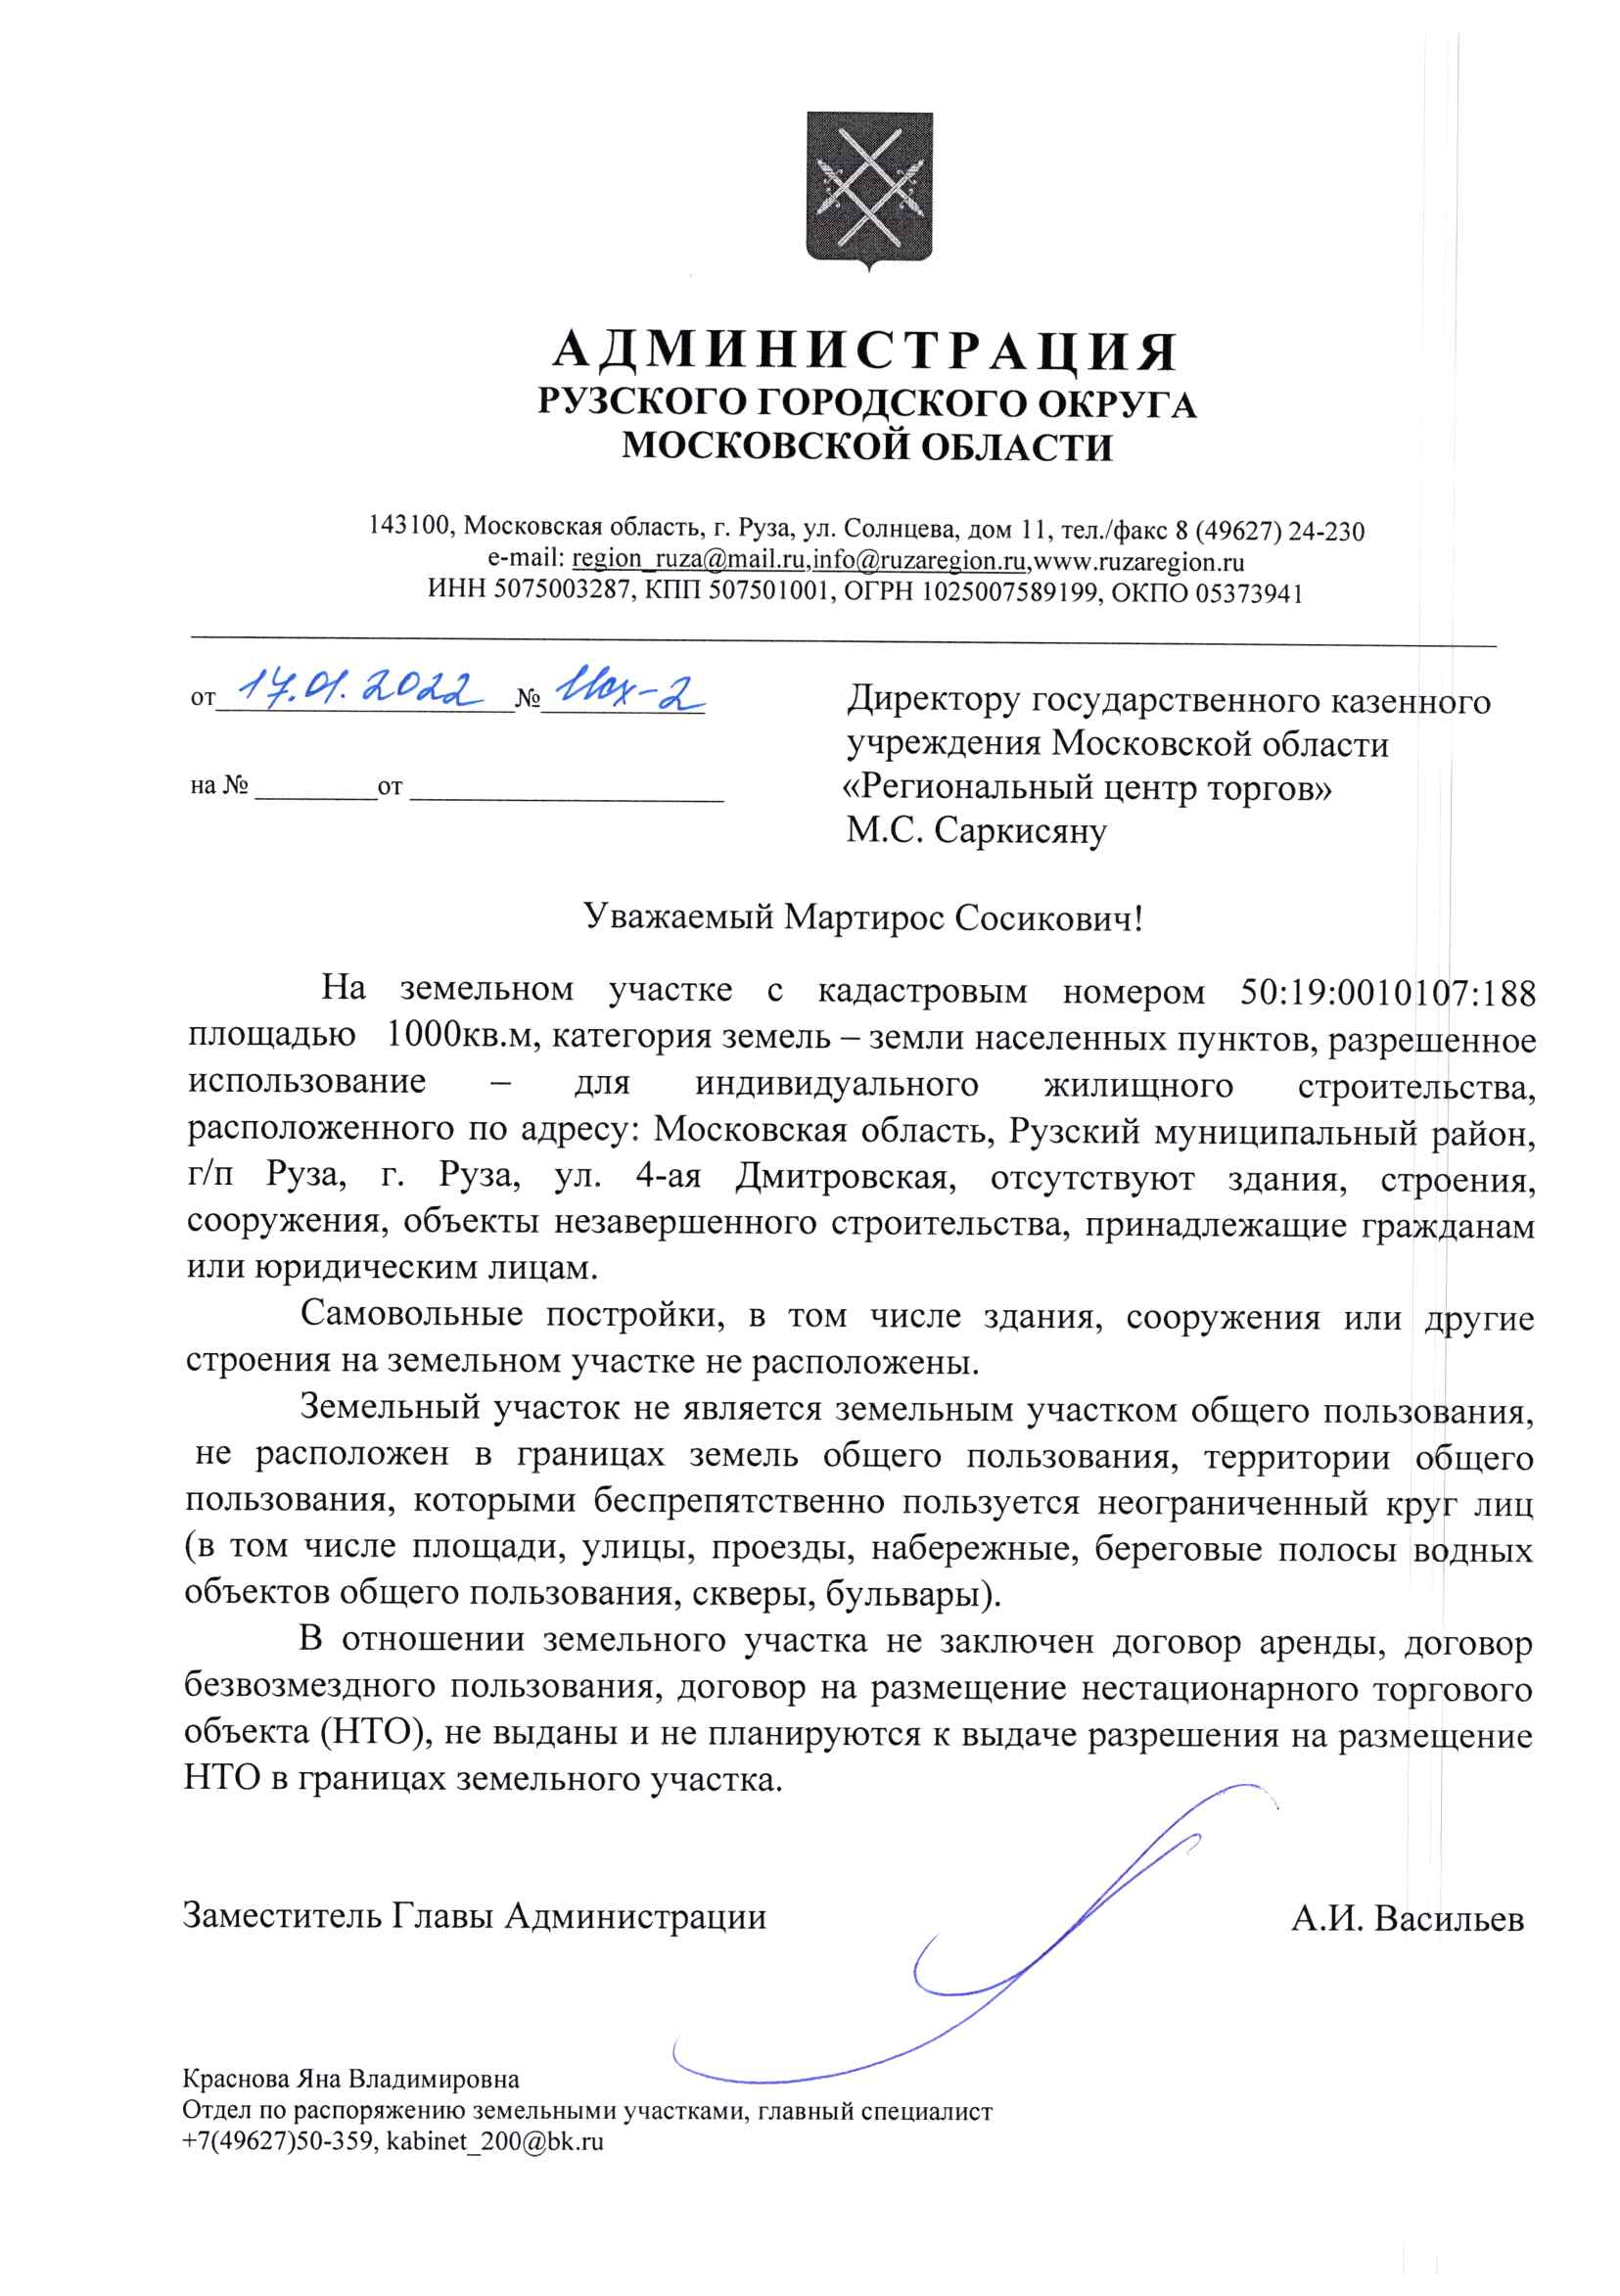 АДМИНИСТРАЦИЯ
РУЗСКОГО ГОРОДСКОГО ОКРУГА
МОСКОВСКОЙ ОБЛАСТИ
143100, Московская область, г. Руза, ул. Солнцева, дом 11, тел./факс 8 (49627) 24-230
e-mail: region_ruza@mail.ru,info@ruzaregion.ru,www.ruzaregion.ru
ИНН 5075003287, КПП 507501001, ОГРН 1025007589199, ОКПО 05373941
от 17.01.2022 № Исх-2
на № от
Директору государственного казенного
учреждения Московской области
«Региональный центр торгов»
М.С. Саркисяну
Уважаемый Мартирос Сосикович!
На земельном участке с кадастровым номером 50:19:0010107:188
площадью 1000кв.м, категория земель – земли населенных пунктов, разрешенное
использование – для индивидуального жилищного строительства,
расположенного по адресу: Московская область, Рузский муниципальный район,
г/п Руза, г. Руза, ул. 4-ая Дмитровская, отсутствуют здания, строения,
сооружения, объекты незавершенного строительства, принадлежащие гражданам
или юридическим лицам.
Самовольные постройки, в том числе здания, сооружения или другие
строения на земельном участке не расположены.
Земельный участок не является земельным участком общего пользования,
не расположен в границах земель общего пользования, территории общего
пользования, которыми беспрепятственно пользуется неограниченный круг лиц
(в том числе площади, улицы, проезды, набережные, береговые полосы водных
объектов общего пользования, скверы, бульвары).
В отношении земельного участка не заключен договор аренды, договор
безвозмездного пользования, договор на размещение нестационарного торгового
объекта (НТО), не выданы и не планируются к выдаче разрешения на размещение
НТО в границах земельного участка.
Заместитель Главы Администрации А.И. Васильев
Краснова Яна Владимировна
Отдел по распоряжению земельными участками, главный специалист
+7(49627)50-359, kabinet_200@bk.ru